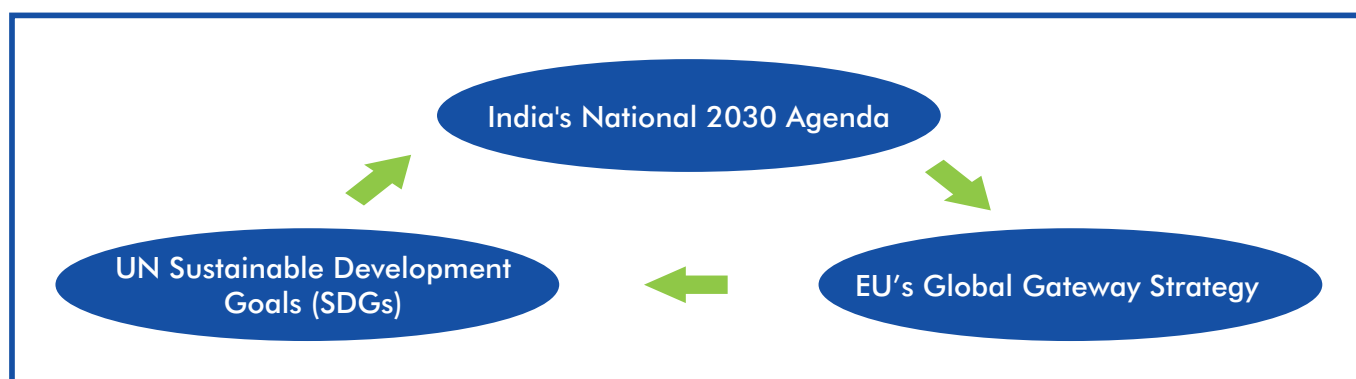 India's National 2030 Agenda
UN Sustainable Development
Goals (SDGs)
EU’s Global Gateway Strategy